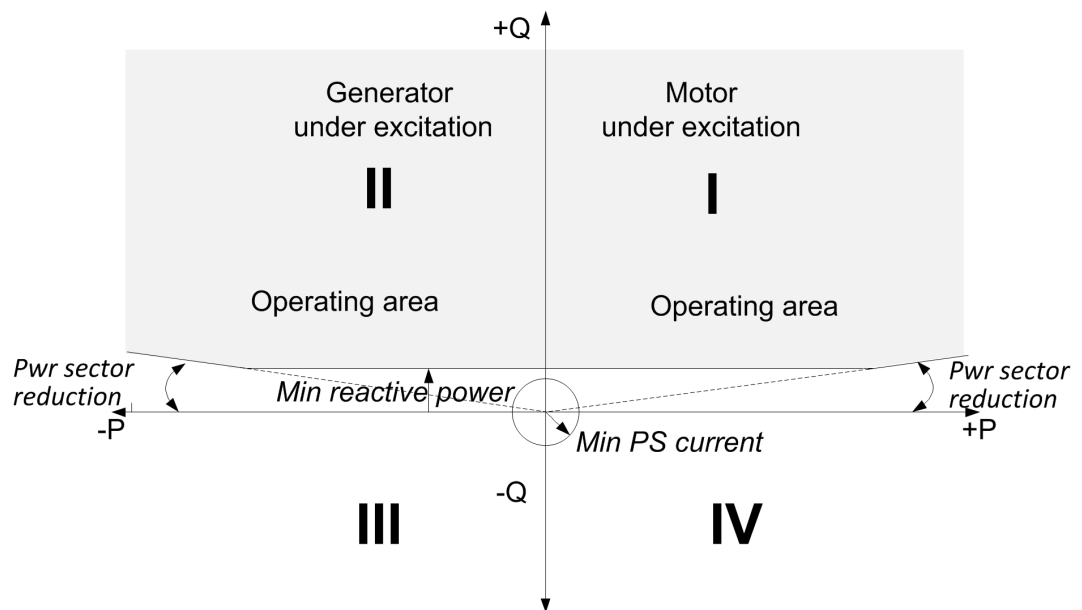 +Q
Generator
under excitation
Motor
under excitation
II
I
Operating area
Operating area
Pwr sector
reduction
Min reactive power
Pwr sector
reduction
-P
+P
Min PS current
-Q
III
IV